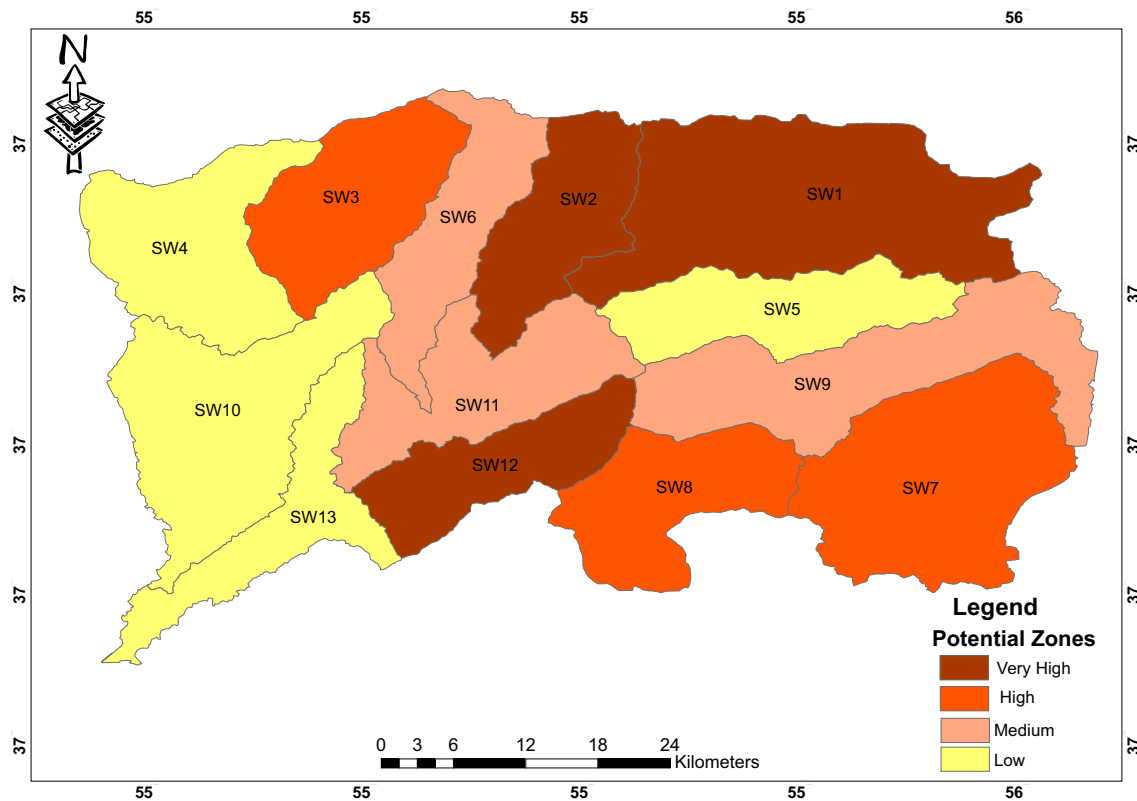 55 55 55 55 56
N
37 37
SW3
SW2
SW1
SW6
SW4
37 37
SW5
SW9
SW11
SW10
37 37
SW12
SW8
SW7
SW13
37 37
Legend
Potential Zones
Very High
High
Medium
Low
37 37
0 3 6 12 18 24
Kilometers
55 55 55 55 56